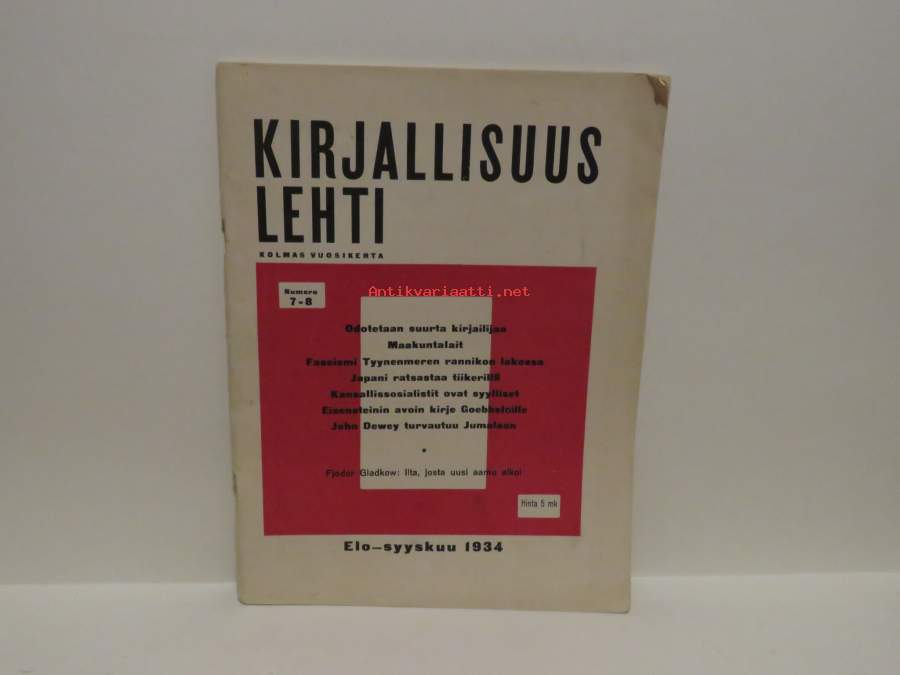 KIRJALLISUUS
LEHTI
KOLMAS VUOSIKERTA
Numero
7-8
Antikvariaatti.net
Odotetaan suurta kirjailijaa
Maakuntalait
Fascismi Tyynenmeren rannikon lakossa
Japani ratsastaa tiikerillä
Kansallissosialistit ovat syylliset
Eisensteinin avoin kirje Goebbelsille
John Dewey turvautuu Jumalaan
Fjodor Gladkow: Ilta, josta uusi aamu alkoi
Hinta 5 mk
Elo—syyskuu 1934